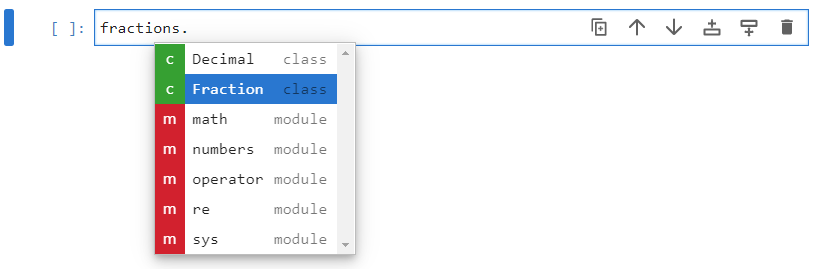 [ ]: fractions.
c Decimal class
c Fraction class
m math module
m numbers module
m operator module
m re module
m sys module